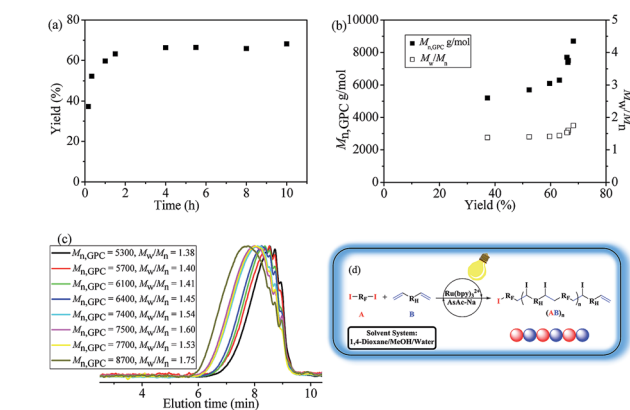 (a)
80
60
40
20
0
0 2 4 6 8 10
Yield (%)
Time (h)
(b)
10000
8000
6000
4000
2000
0
5
4
3
2
1
0
0 10 20 30 40 50 60 70 80
Mn,GPC g/mol
Mw/Mn
Mn,GPC g/mol
Mw/Mn
Yield (%)
(c)
Mn,GPC = 5300, Mw/Mn = 1.38
Mn,GPC = 5700, Mw/Mn = 1.40
Mn,GPC = 6100, Mw/Mn = 1.41
Mn,GPC = 6400, Mw/Mn = 1.45
Mn,GPC = 7400, Mw/Mn = 1.54
Mn,GPC = 7500, Mw/Mn = 1.60
Mn,GPC = 7700, Mw/Mn = 1.53
Mn,GPC = 8700, Mw/Mn = 1.75
4 6 8 10
Elution time (min)
(d)
I-RF-I + RH
A B
Ru(bpy)32+
AsAc-Na
I I I
I-RF RH RF n RH
(AB)n
Solvent System:
1,4-Dioxane/MeOH/Water